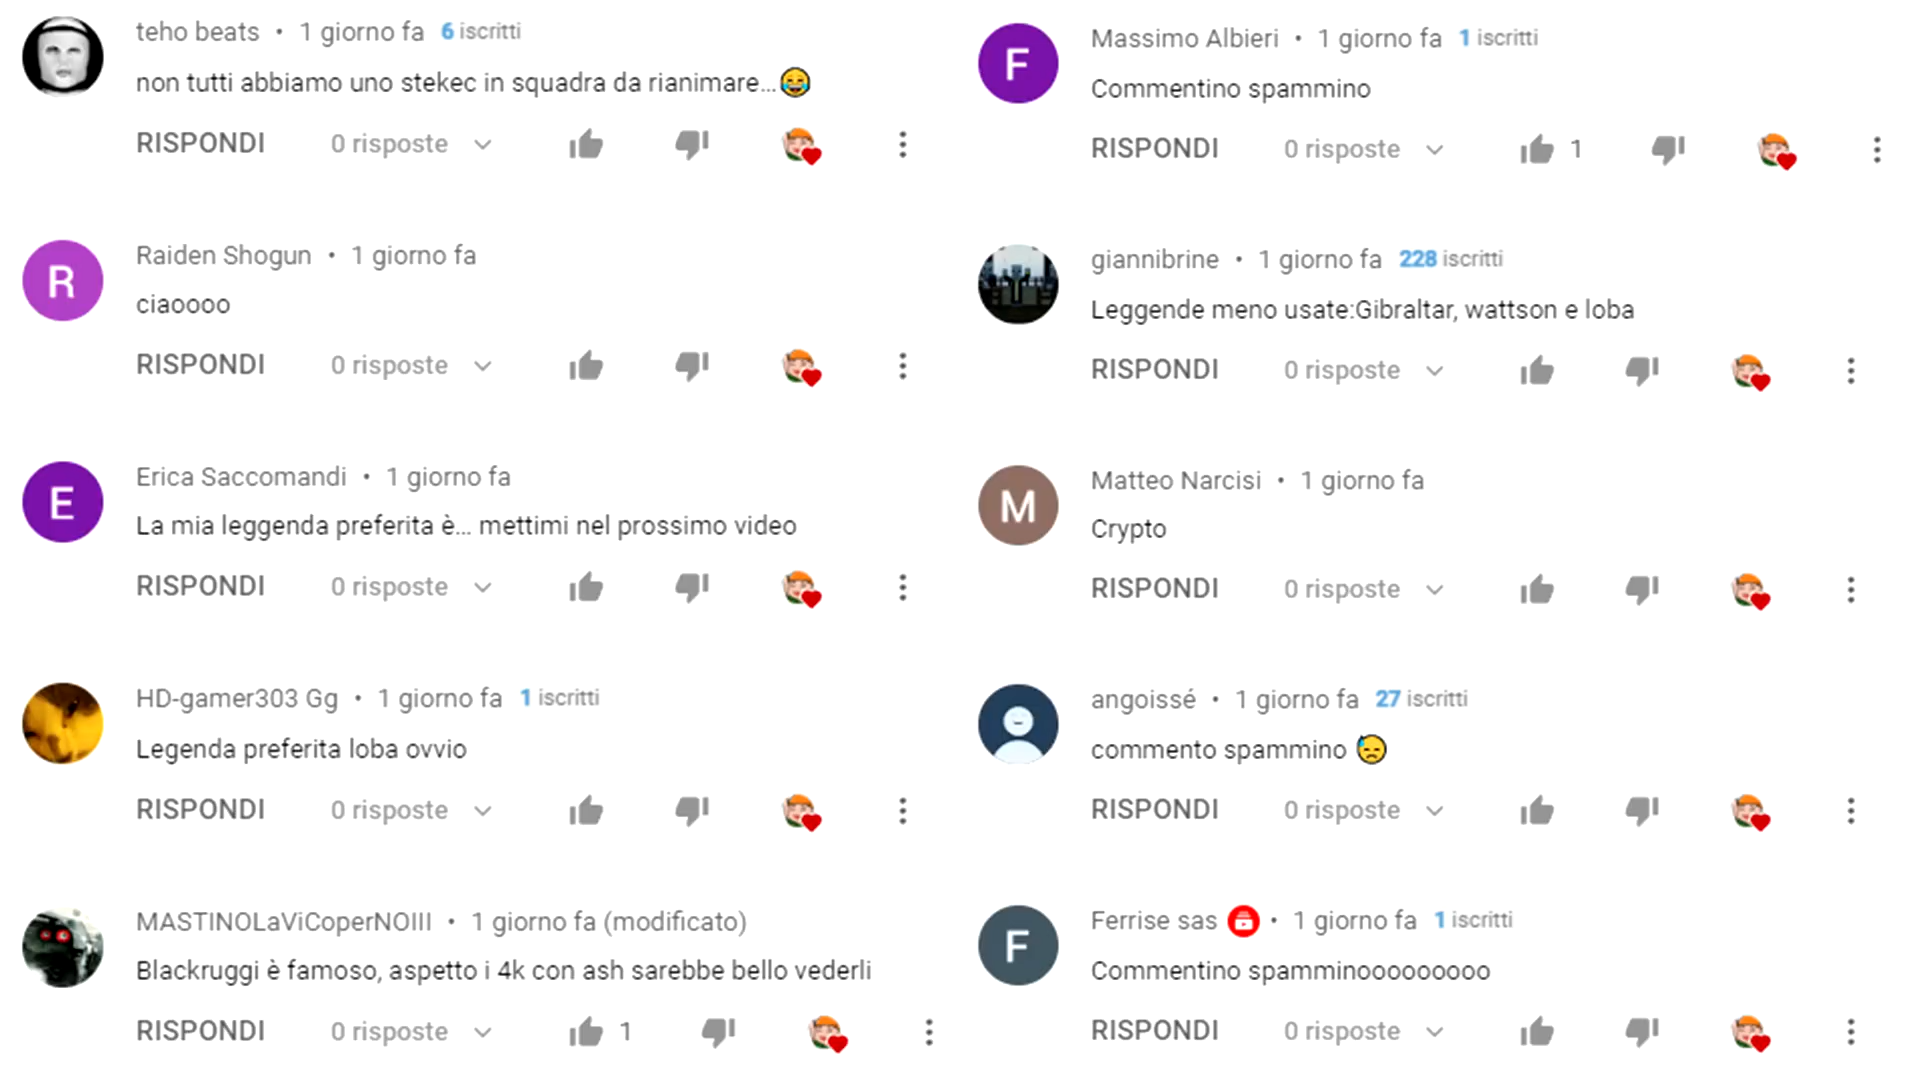 teho beats • 1 giorno fa 6 iscritti
non tutti abbiamo uno stekec in squadra da rianimare...😂
RISPONDI 0 risposte
R
Raiden Shogun • 1 giorno fa
ciaoooo
RISPONDI 0 risposte
E
Erica Saccomandi • 1 giorno fa
La mia leggenda preferita è... mettimi nel prossimo video
RISPONDI 0 risposte
HD-gamer303 Gg • 1 giorno fa 1 iscritti
Legenda preferita loba ovvio
RISPONDI 0 risposte
MASTINOLaViCoperNOIII • 1 giorno fa (modificato)
Blackruggi è famoso, aspetto i 4k con ash sarebbe bello vederli
RISPONDI 0 risposte 1
F
Massimo Albieri • 1 giorno fa 1 iscritti
Commentino spammino
RISPONDI 0 risposte 1
giannibrine • 1 giorno fa 228 iscritti
Leggende meno usate:Gibraltar, wattson e loba
RISPONDI 0 risposte
M
Matteo Narcisi • 1 giorno fa
Crypto
RISPONDI 0 risposte
angoissé • 1 giorno fa 27 iscritti
commento spammino 😓
RISPONDI 0 risposte
F
Ferrise sas • 1 giorno fa 1 iscritti
Commentino spamminooooooooo
RISPONDI 0 risposte